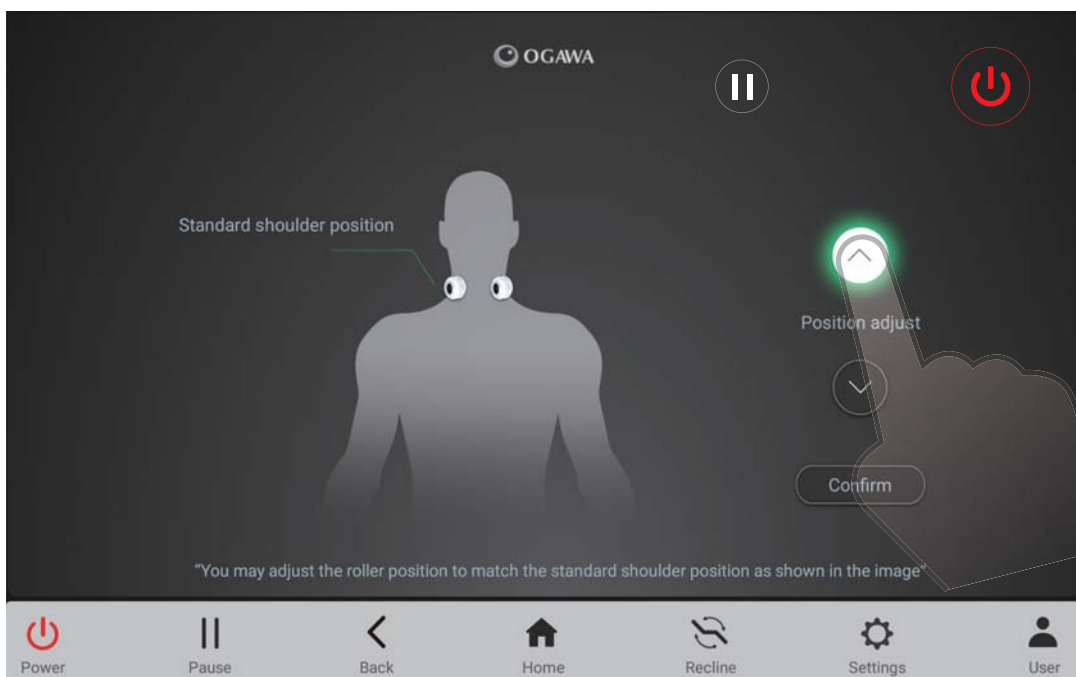 OGAWA
Standard shoulder position
Position adjust
Confirm
"You may adjust the roller position to match the standard shoulder position as shown in the image"
Power
Pause
Back
Home
Recline
Settings
User